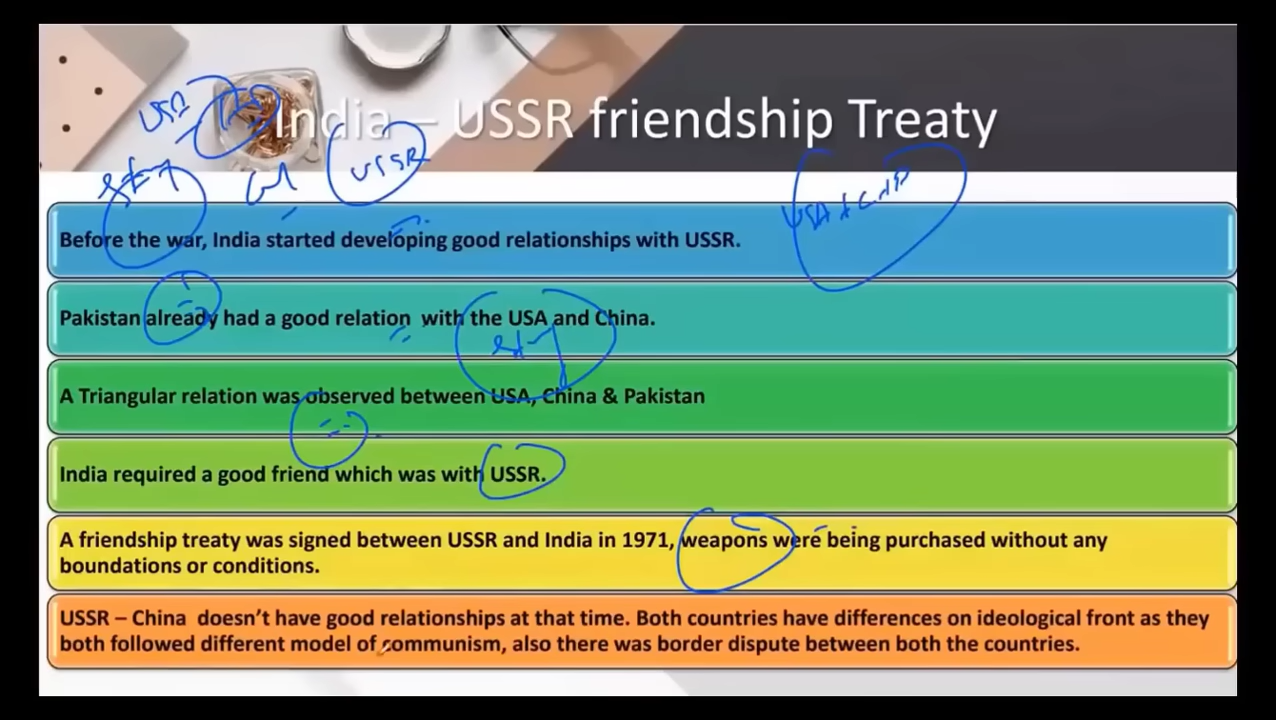 India – USSR friendship Treaty
USSR
USSR
USA +
Before the war, India started developing good relationships with USSR.
Pakistan already had a good relation with the USA and China.
A Triangular relation was observed between USA, China & Pakistan
India required a good friend which was with USSR.
A friendship treaty was signed between USSR and India in 1971, weapons were being purchased without any
boundations or conditions.
USSR – China doesn't have good relationships at that time. Both countries have differences on ideological front as they
both followed different model of communism, also there was border dispute between both the countries.